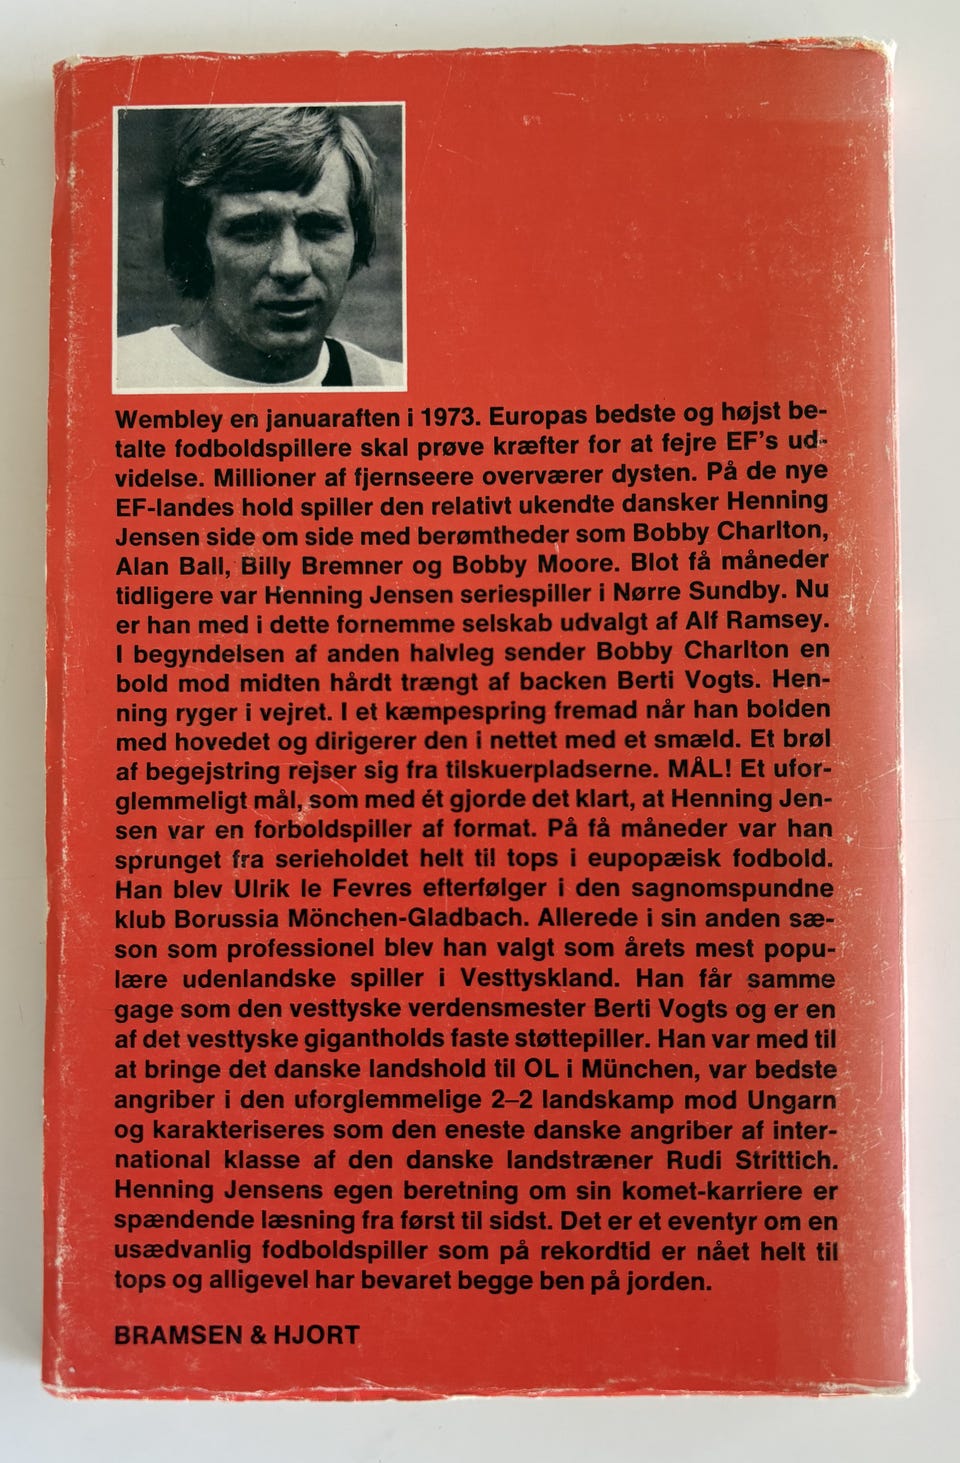 Wembley en januaraften i 1973. Europas bedste og højst be-
talte fodboldspillere skal prøve kræfter for at fejre EF's ud-
videlse. Millioner af fjernseere overværer dysten. På de nye
EF-landes hold spiller den relativt ukendte dansker Henning
Jensen side om side med berømtheder som Bobby Charlton,
Alan Ball, Billy Bremner og Bobby Moore. Blot få måneder
tidligere var Henning Jensen seriespiller i Nørre Sundby. Nu
er han med i dette fornemme selskab udvalgt af Alf Ramsey.
I begyndelsen af anden halvleg sender Bobby Charlton en
bold mod midten hårdt trængt af backen Berti Vogts. Hen-
ning ryger i vejret. I et kæmpespring fremad når han bolden
med hovedet og dirigerer den i nettet med et smæld. Et brøl
af begejstring rejser sig fra tilskuerpladserne. MÅL! Et ufor-
glemmeligt mål, som med ét gjorde det klart, at Henning Jen-
sen var en forboldspiller af format. På få måneder var han
sprunget fra serieholdet helt til tops i eupopæisk fodbold.
Han blev Ulrik le Fevres efterfølger i den sagnomspundne
klub Borussia Mönchen-Gladbach. Allerede i sin anden sæ-
son som professionel blev han valgt som årets mest popu-
lære udenlandske spiller i Vesttyskland. Han får samme
gage som den vesttyske verdensmester Berti Vogts og er en
af det vesttyske gigantholds faste støttepiller. Han var med til
at bringe det danske landshold til OL i München, var bedste
angriber i den uforglemmelige 2–2 landskamp mod Ungarn
og karakteriseres som den eneste danske angriber af inter-
national klasse af den danske landstræner Rudi Strittich.
Henning Jensens egen beretning om sin komet-karriere er
spændende læsning fra først til sidst. Det er et eventyr om en
usædvanlig fodboldspiller som på rekordtid er nået helt til
tops og alligevel har bevaret begge ben på jorden.
BRAMSEN & HJORT